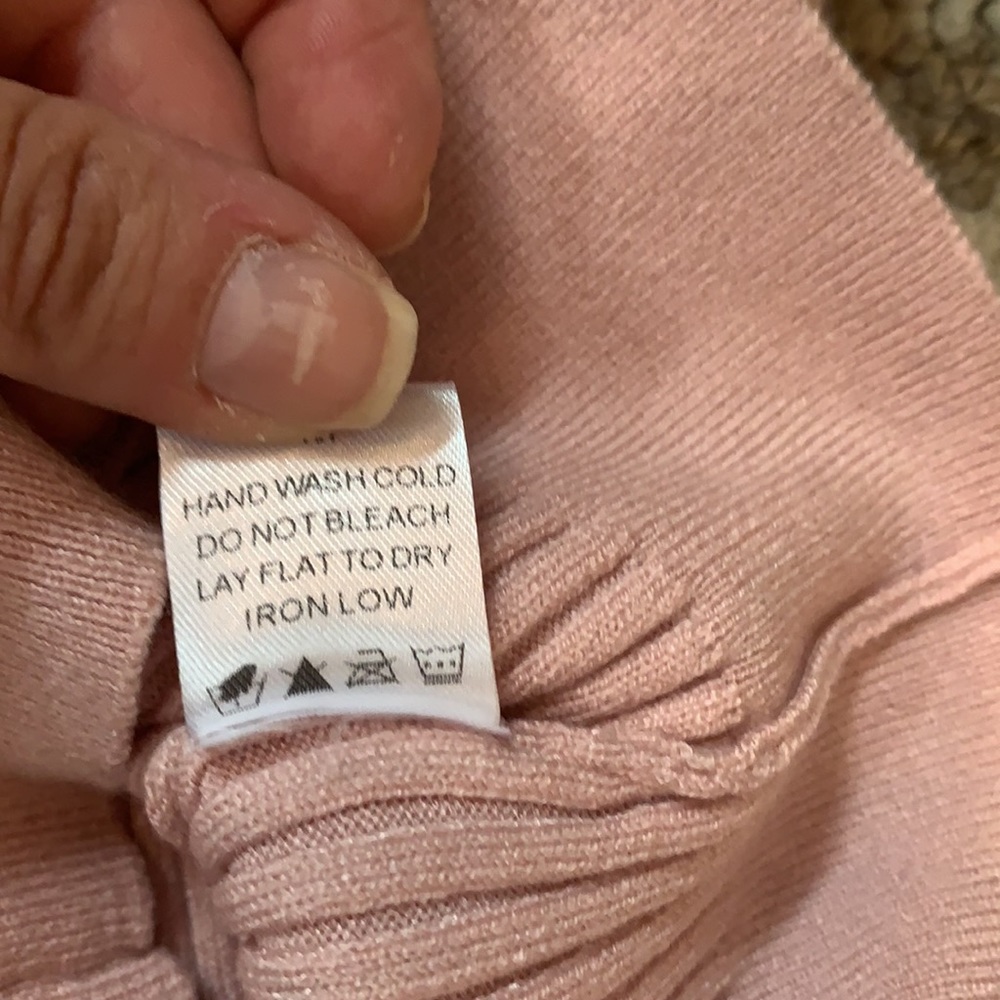 HAND WASH COLD
DO NOT BLEACH
LAY FLAT TO DRY
IRON LOW